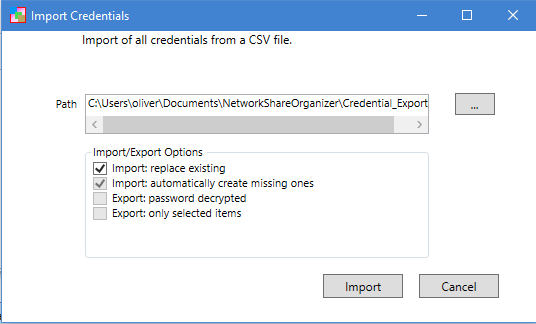 Import Credentials
Import of all credentials from a CSV file.
Path
C:\Users\oliver\Documents\NetworkShareOrganizer\Credential_Export
...
Import/Export Options
Import: replace existing
Import: automatically create missing ones
Export: password decrypted
Export: only selected items
Import
Cancel